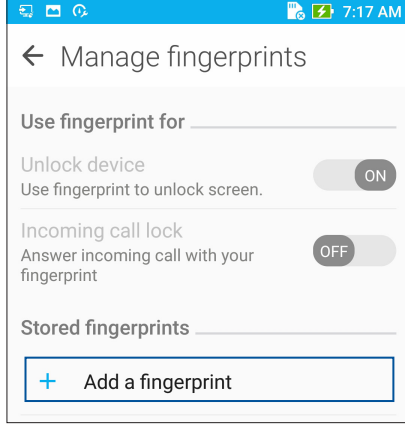 7:17 AM
Manage fingerprints
Use fingerprint for
Unlock device
Use fingerprint to unlock screen.
ON
Incoming call lock
Answer incoming call with your
fingerprint
OFF
Stored fingerprints
+ Add a fingerprint